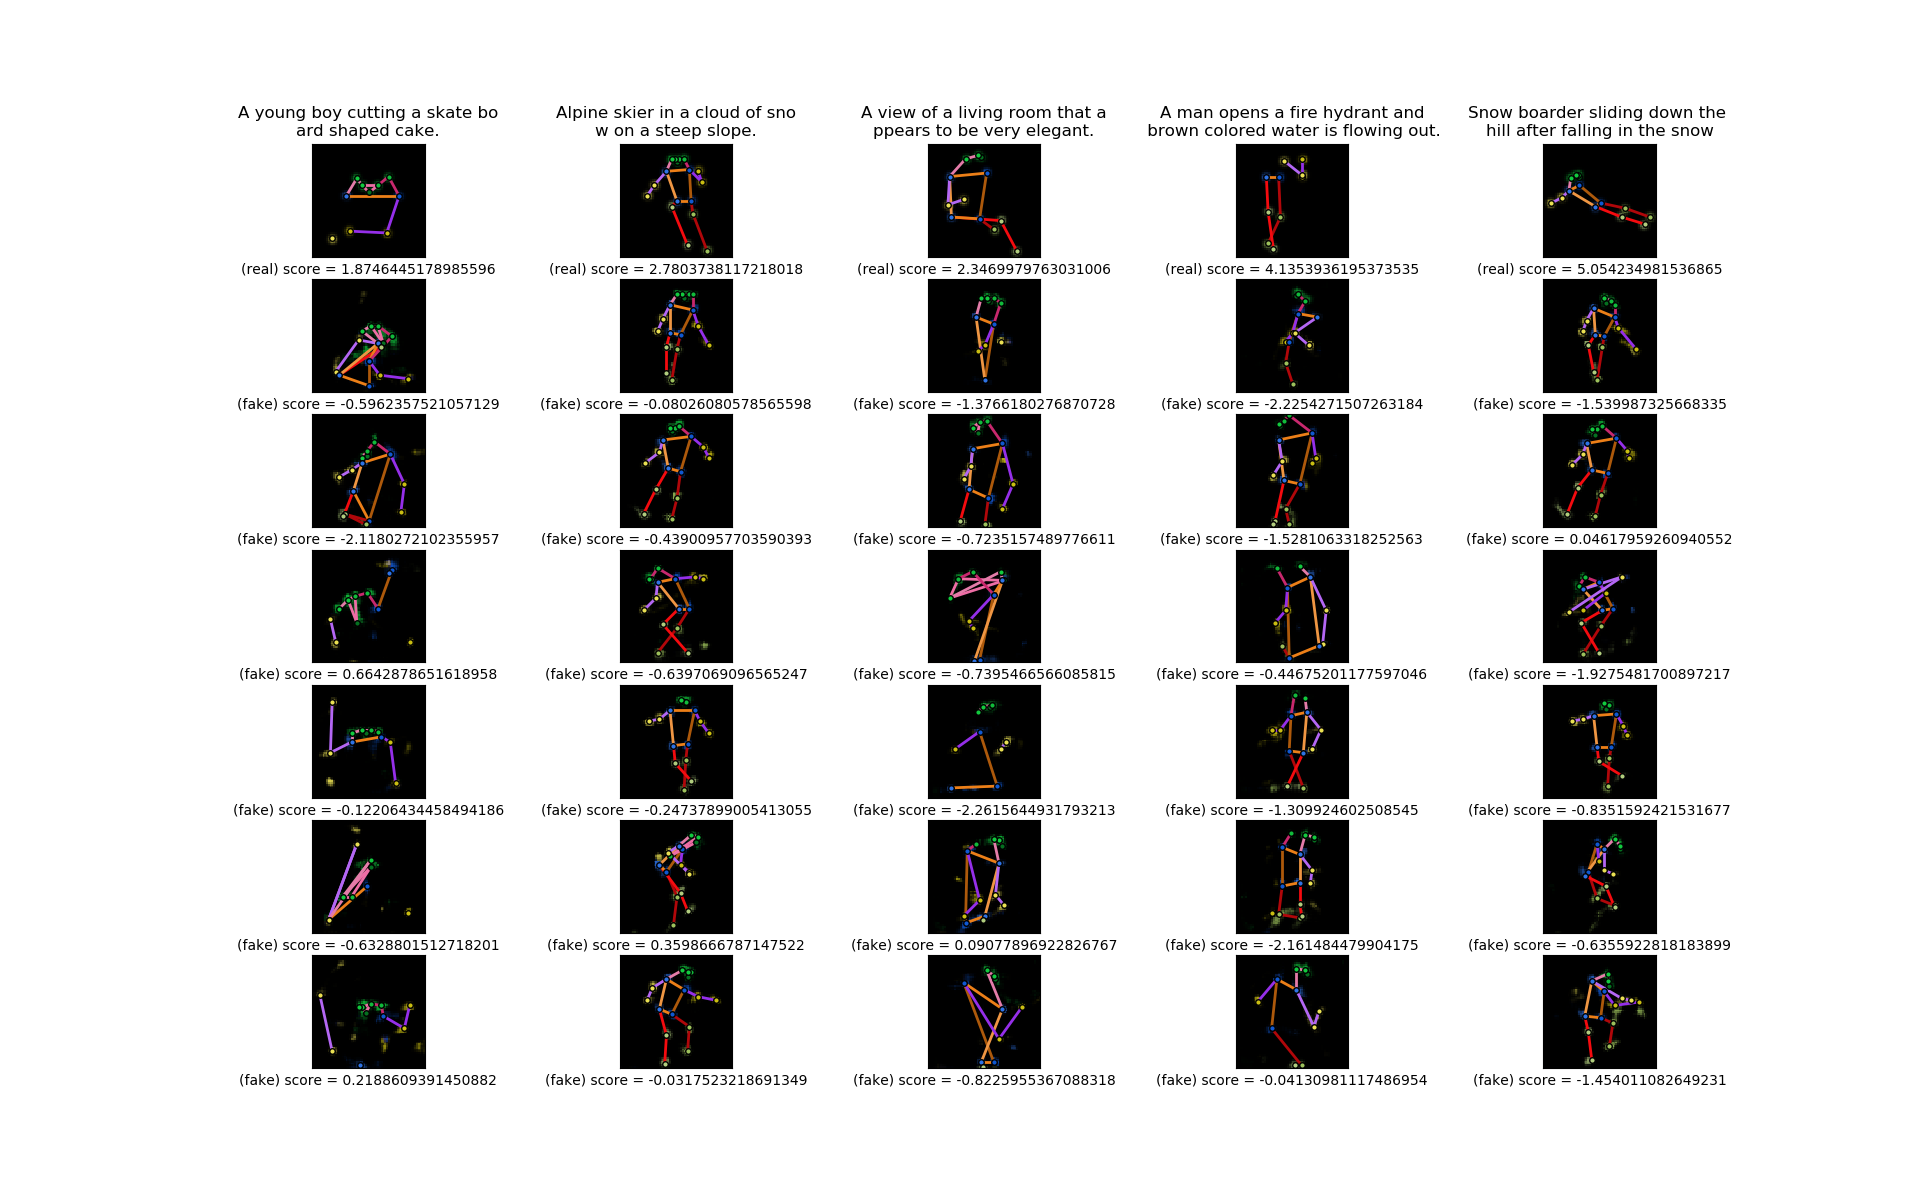 A young boy cutting a skate bo
ard shaped cake.
Alpine skier in a cloud of sno
w on a steep slope.
A view of a living room that a
ppears to be very elegant.
A man opens a fire hydrant and
brown colored water is flowing out.
Snow boarder sliding down the
hill after falling in the snow
(real) score = 1.8746445178985596
(real) score = 2.7803738117218018
(real) score = 2.3469979763031006
(real) score = 4.1353936195373535
(real) score = 5.054234981536865
(fake) score = -0.5962357521057129
(fake) score = -0.08026080578565598
(fake) score = -1.3766180276870728
(fake) score = -2.2254271507263184
(fake) score = -1.539987325668335
(fake) score = -2.1180272102355957
(fake) score = -0.43900957703590393
(fake) score = -0.7235157489776611
(fake) score = -1.5281063318252563
(fake) score = 0.04617959260940552
(fake) score = 0.6642878651618958
(fake) score = -0.6397069096565247
(fake) score = -0.7395466566085815
(fake) score = -0.44675201177597046
(fake) score = -1.9275481700897217
(fake) score = -0.12206434458494186
(fake) score = -0.24737899005413055
(fake) score = -2.2615644931793213
(fake) score = -1.309924602508545
(fake) score = -0.8351592421531677
(fake) score = -0.6328801512718201
(fake) score = 0.3598666787147522
(fake) score = 0.09077896922826767
(fake) score = -2.161484479904175
(fake) score = -0.6355922818183899
(fake) score = 0.2188609391450882
(fake) score = -0.0317523218691349
(fake) score = -0.8225955367088318
(fake) score = -0.04130981117486954
(fake) score = -1.454011082649231